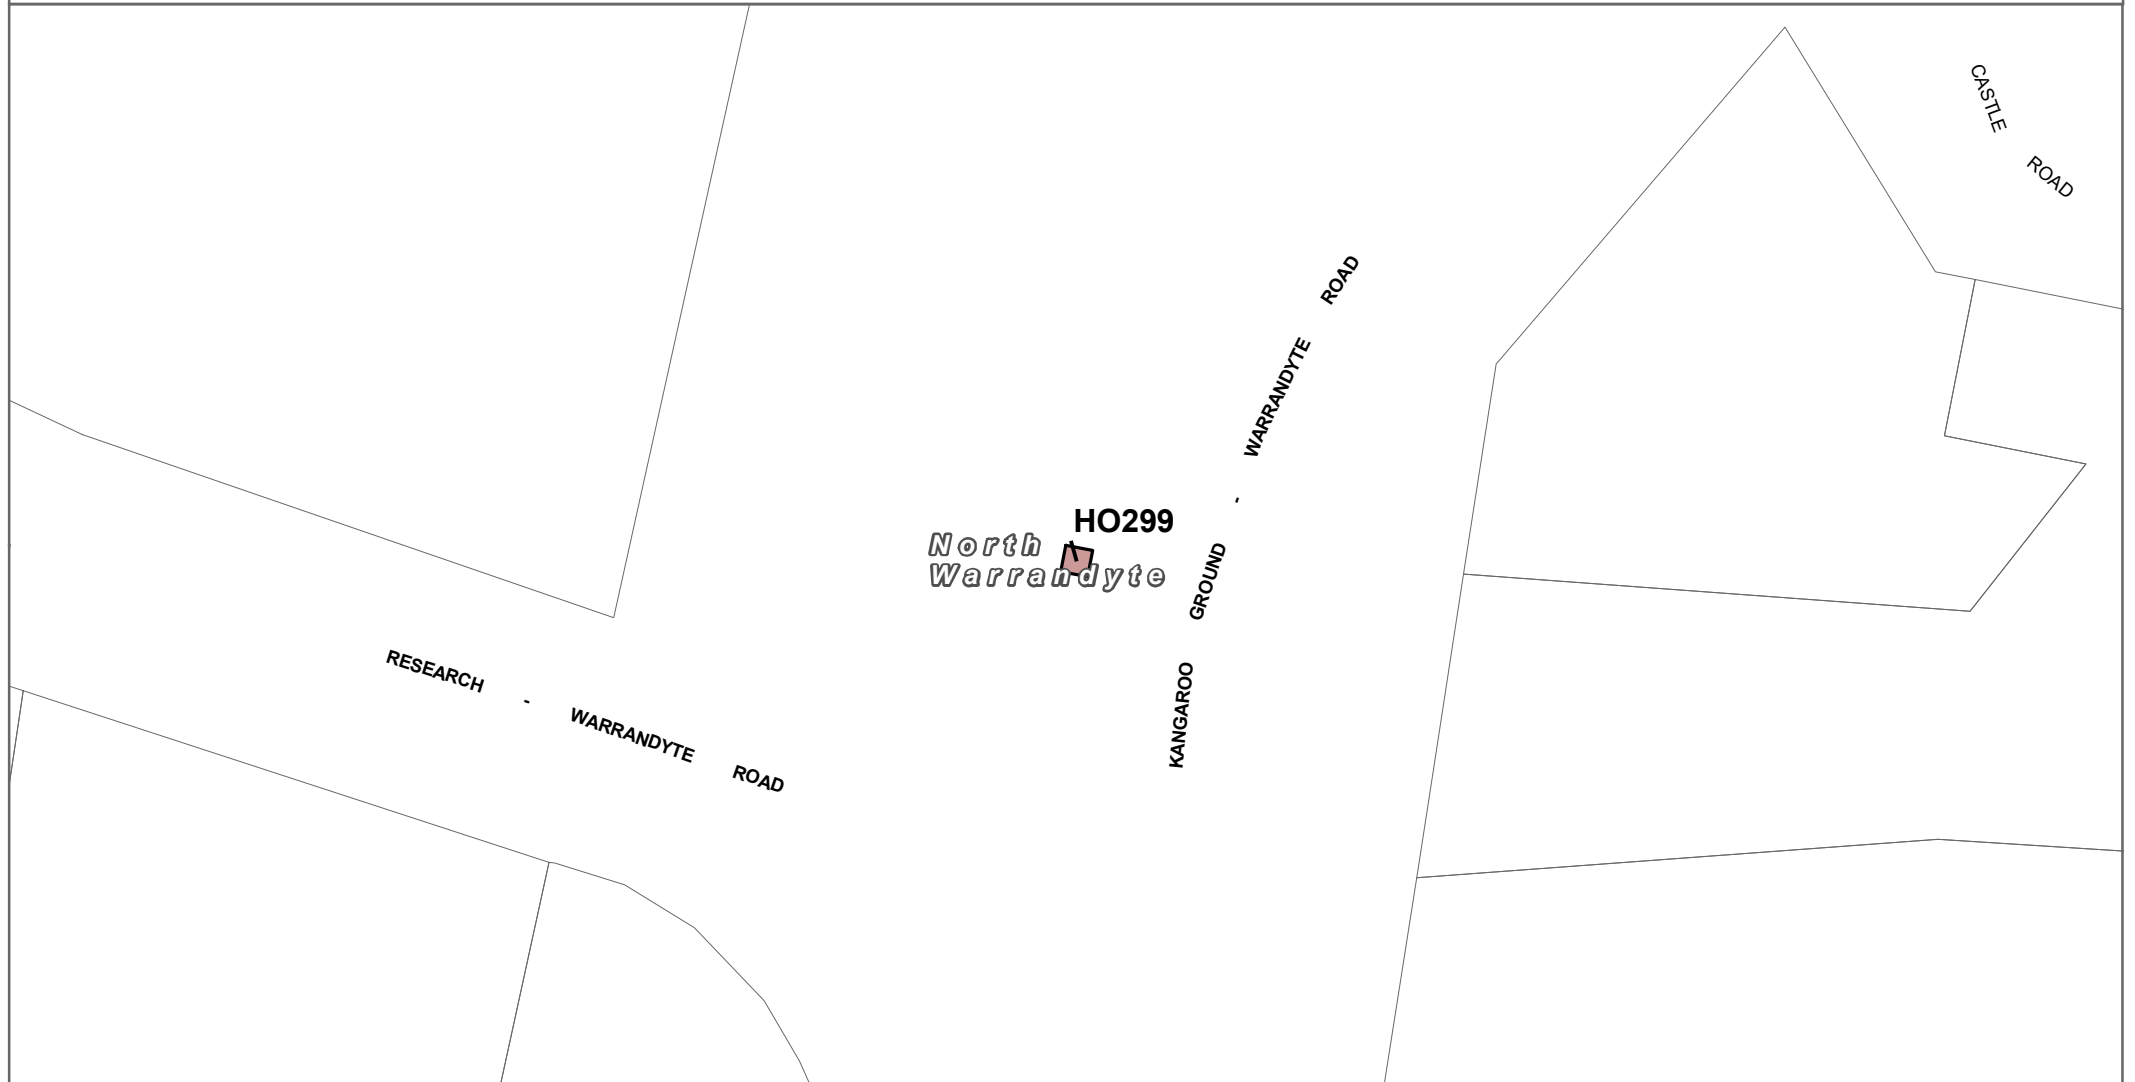 CASTLE ROAD
KANGAROO GROUND - WARRANDYTE ROAD
HO299
North
Warrandyte
RESEARCH - WARRANDYTE ROAD